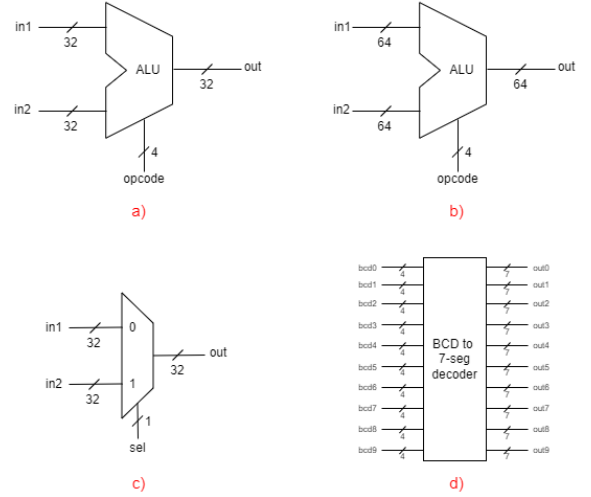 in1
32
ALU
32
out
in2
32
4
opcode
a)
in1
64
ALU
64
out
in2
64
4
opcode
b)
in1
32
0
32
out
in2
32
1
1
sel
c)
bcd0
4
7
out0
bcd1
4
7
out1
bcd2
4
7
out2
bcd3
4
7
out3
bcd4
4
7
out4
bcd5
4
7
out5
bcd6
4
7
out6
bcd7
4
7
out7
bcd8
4
7
out8
bcd9
4
7
out9
BCD to
7-seg
decoder
d)